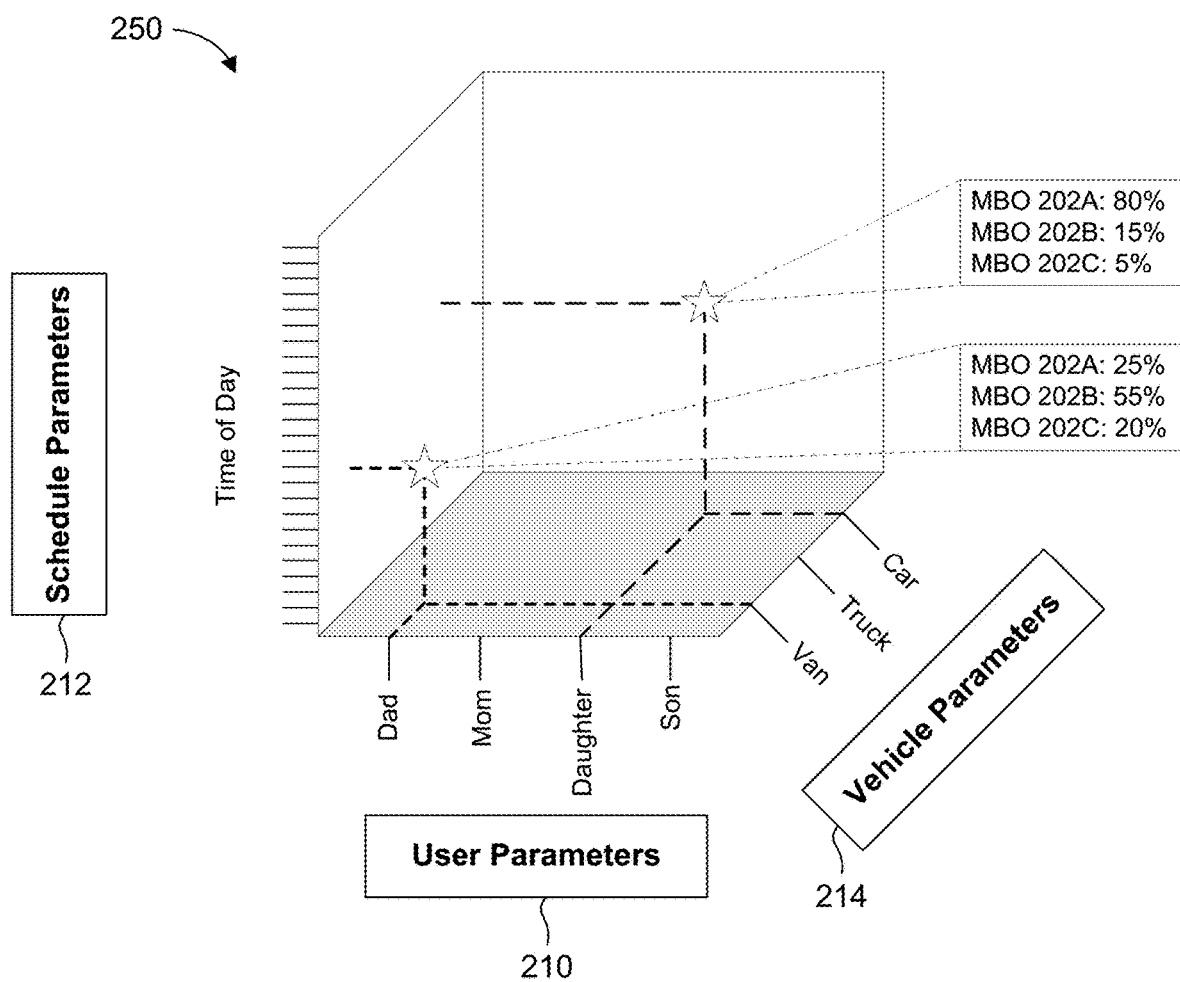 250
MBO 202A: 80%
MBO 202B: 15%
MBO 202C: 5%
MBO 202A: 25%
MBO 202B: 55%
MBO 202C: 20%
Schedule Parameters
212
Time of Day
Car
Truck
Van
Dad
Mom
Daughter
Son
Vehicle Parameters
214
User Parameters
210